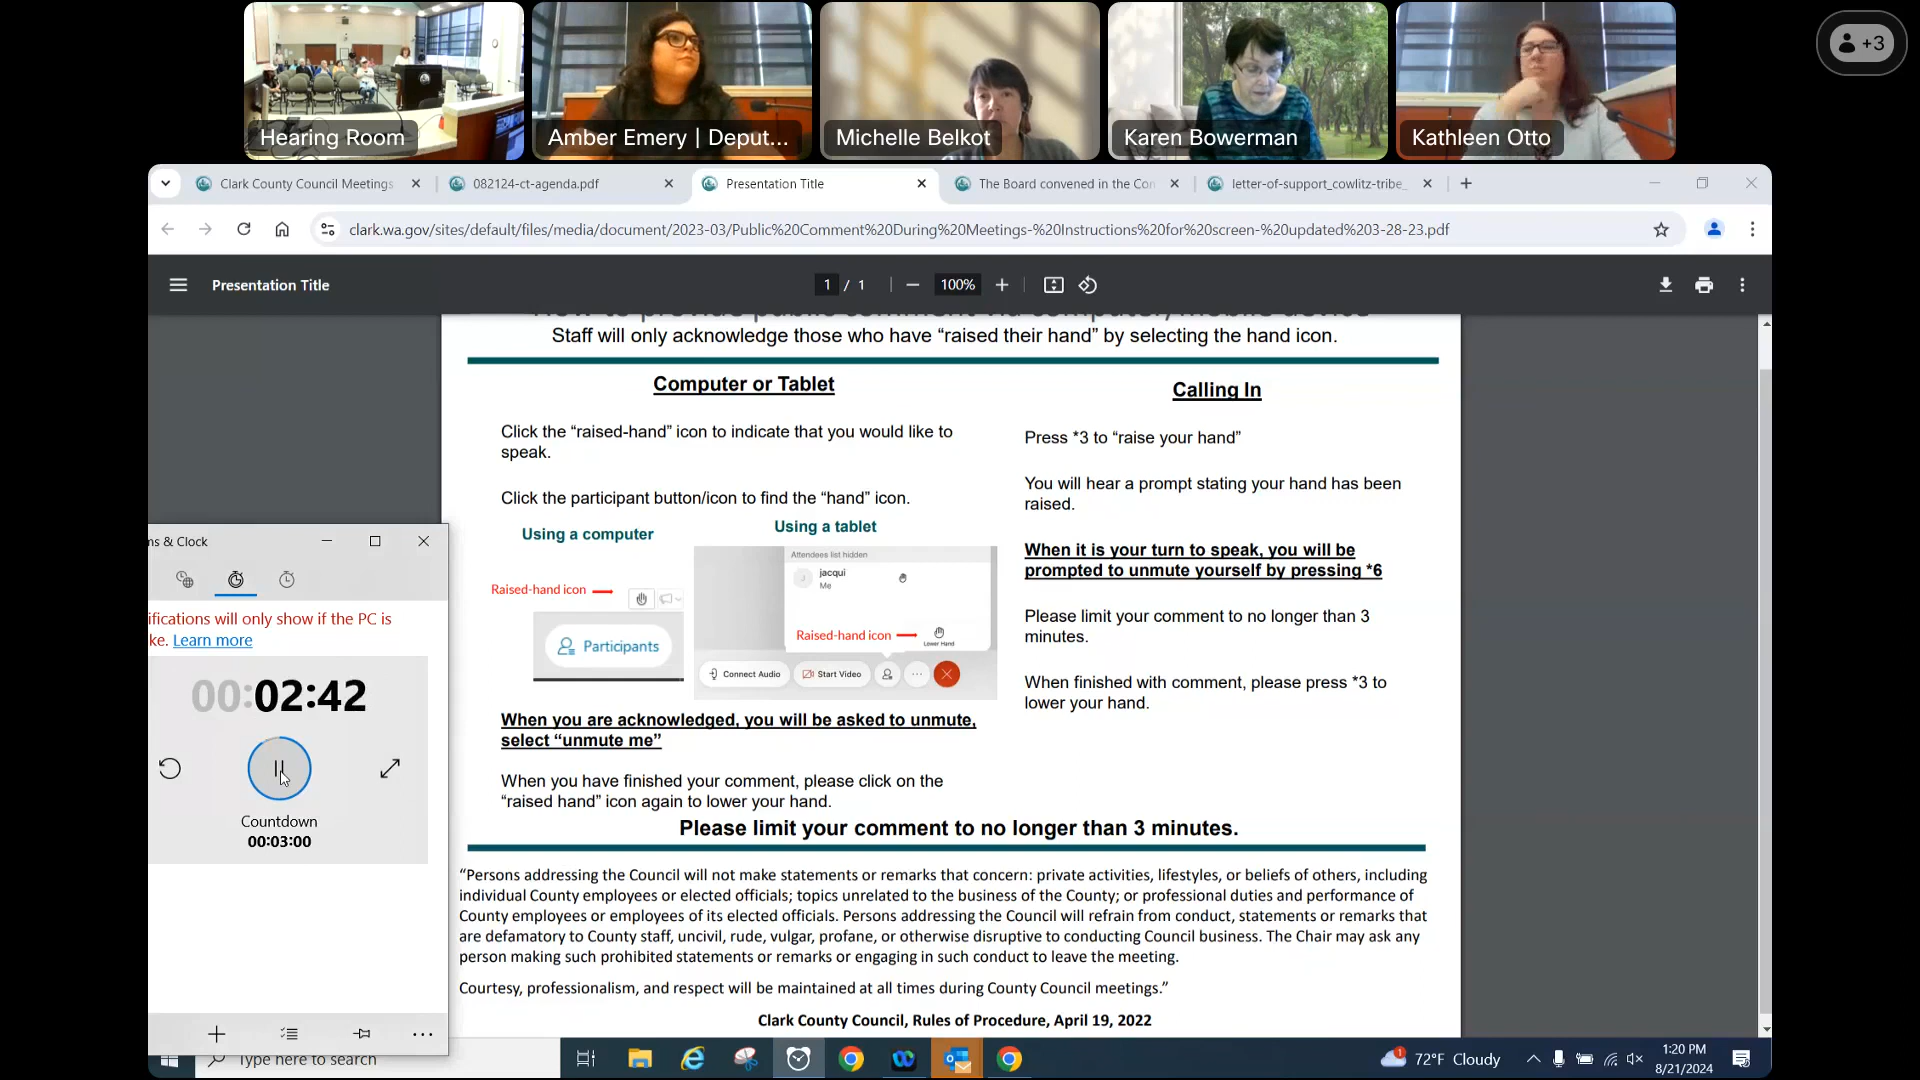 Hearing Room
Amber Emery | Deput...
Michelle Belkot
Karen Bowerman
Kathleen Otto
+3
Clark County Council Meetings
082124-ct-agenda.pdf
Presentation Title
The Board convened in the Con
letter-of-support_cowlitz-tribe_
clark.wa.gov/sites/default/files/media/document/2023-03/Public%20Comment%20During%20Meetings-%20Instructions%20for%20screen-%20updated%203-28-23.pdf
Presentation Title
1 / 1
100%
How to provide public comment via computer/mobile device
Staff will only acknowledge those who have “raised their hand” by selecting the hand icon.
Computer or Tablet
Click the “raised-hand” icon to indicate that you would like to
speak.
Click the participant button/icon to find the “hand” icon.
Using a computer
Using a tablet
Raised-hand icon
Participants
Attendees list hidden
J
jacqui
Me
Raised-hand icon
Lower Hand
Connect Audio
Start Video
When you are acknowledged, you will be asked to unmute,
select “unmute me”
When you have finished your comment, please click on the
“raised hand” icon again to lower your hand.
Calling In
Press *3 to “raise your hand”
You will hear a prompt stating your hand has been
raised.
When it is your turn to speak, you will be
prompted to unmute yourself by pressing *6
Please limit your comment to no longer than 3
minutes.
When finished with comment, please press *3 to
lower your hand.
Please limit your comment to no longer than 3 minutes.
“Persons addressing the Council will not make statements or remarks that concern: private activities, lifestyles, or beliefs of others, including
individual County employees or elected officials; topics unrelated to the business of the County; or professional duties and performance of
County employees or employees of its elected officials. Persons addressing the Council will refrain from conduct, statements or remarks that
are defamatory to County staff, uncivil, rude, vulgar, profane, or otherwise disruptive to conducting Council business. The Chair may ask any
person making such prohibited statements or remarks or engaging in such conduct to leave the meeting.
Courtesy, professionalism, and respect will be maintained at all times during County Council meetings.”
Clark County Council, Rules of Procedure, April 19, 2022
ms & Clock
ifications will only show if the PC is
ke. Learn more
00:02:42
Countdown
00:03:00
Type here to search
1
72°F Cloudy
1:20 PM
8/21/2024